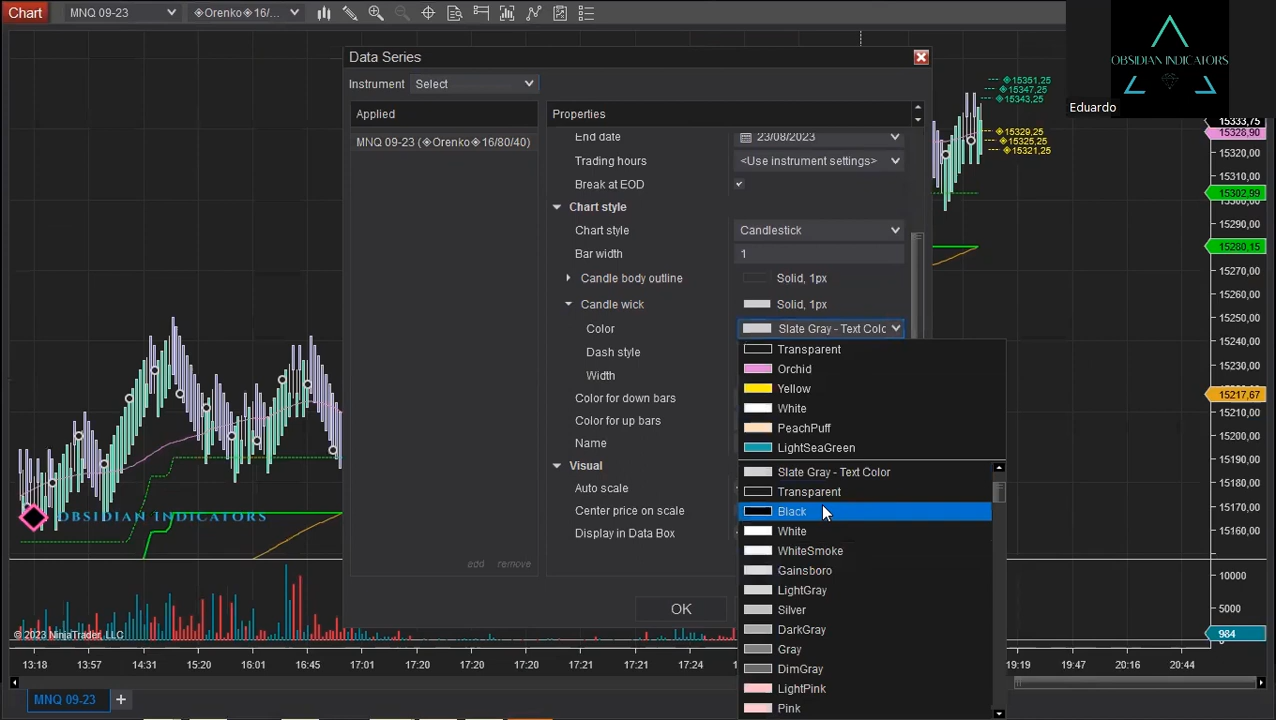 Chart MNQ 09-23 ◈Orenko◈16/...
Data Series
Instrument Select
Applied
MNQ 09-23 (◈Orenko◈16/80/40)
add remove
Properties
End date 23/08/2023
Trading hours <Use instrument settings>
Break at EOD
Chart style
Chart style Candlestick
Bar width 1
Candle body outline Solid, 1px
Candle wick Solid, 1px
Color Slate Gray - Text Colo
Dash style
Width
Color for down bars
Color for up bars
Name
Visual
Auto scale
Center price on scale
Display in Data Box
OK
Transparent
Orchid
Yellow
White
PeachPuff
LightSeaGreen
Slate Gray - Text Color
Transparent
Black
White
WhiteSmoke
Gainsboro
LightGray
Silver
DarkGray
Gray
DimGray
LightPink
Pink
OBSIDIAN INDICATORS
Eduardo
◈15351,25
◈15347,25
◈15343,25
◈15329,25
◈15325,25
◈15321,25
15333,75
15328,90
15320,00
15310,00
15302,99
15300,00
15290,00
15280,15
15270,00
15260,00
15250,00
15240,00
15230,00
15220,00
15217,67
15210,00
15200,00
15190,00
15180,00
15170,00
15160,00
10000
5000
984
0
OBSIDIAN INDICATORS
© 2023 NinjaTrader, LLC
13:10 13:57 14:31 15:20 16:01 16:45 17:01 17:20 17:20 17:20 17:24 19:19 19:47 20:16 20:44
MNQ 09-23 +